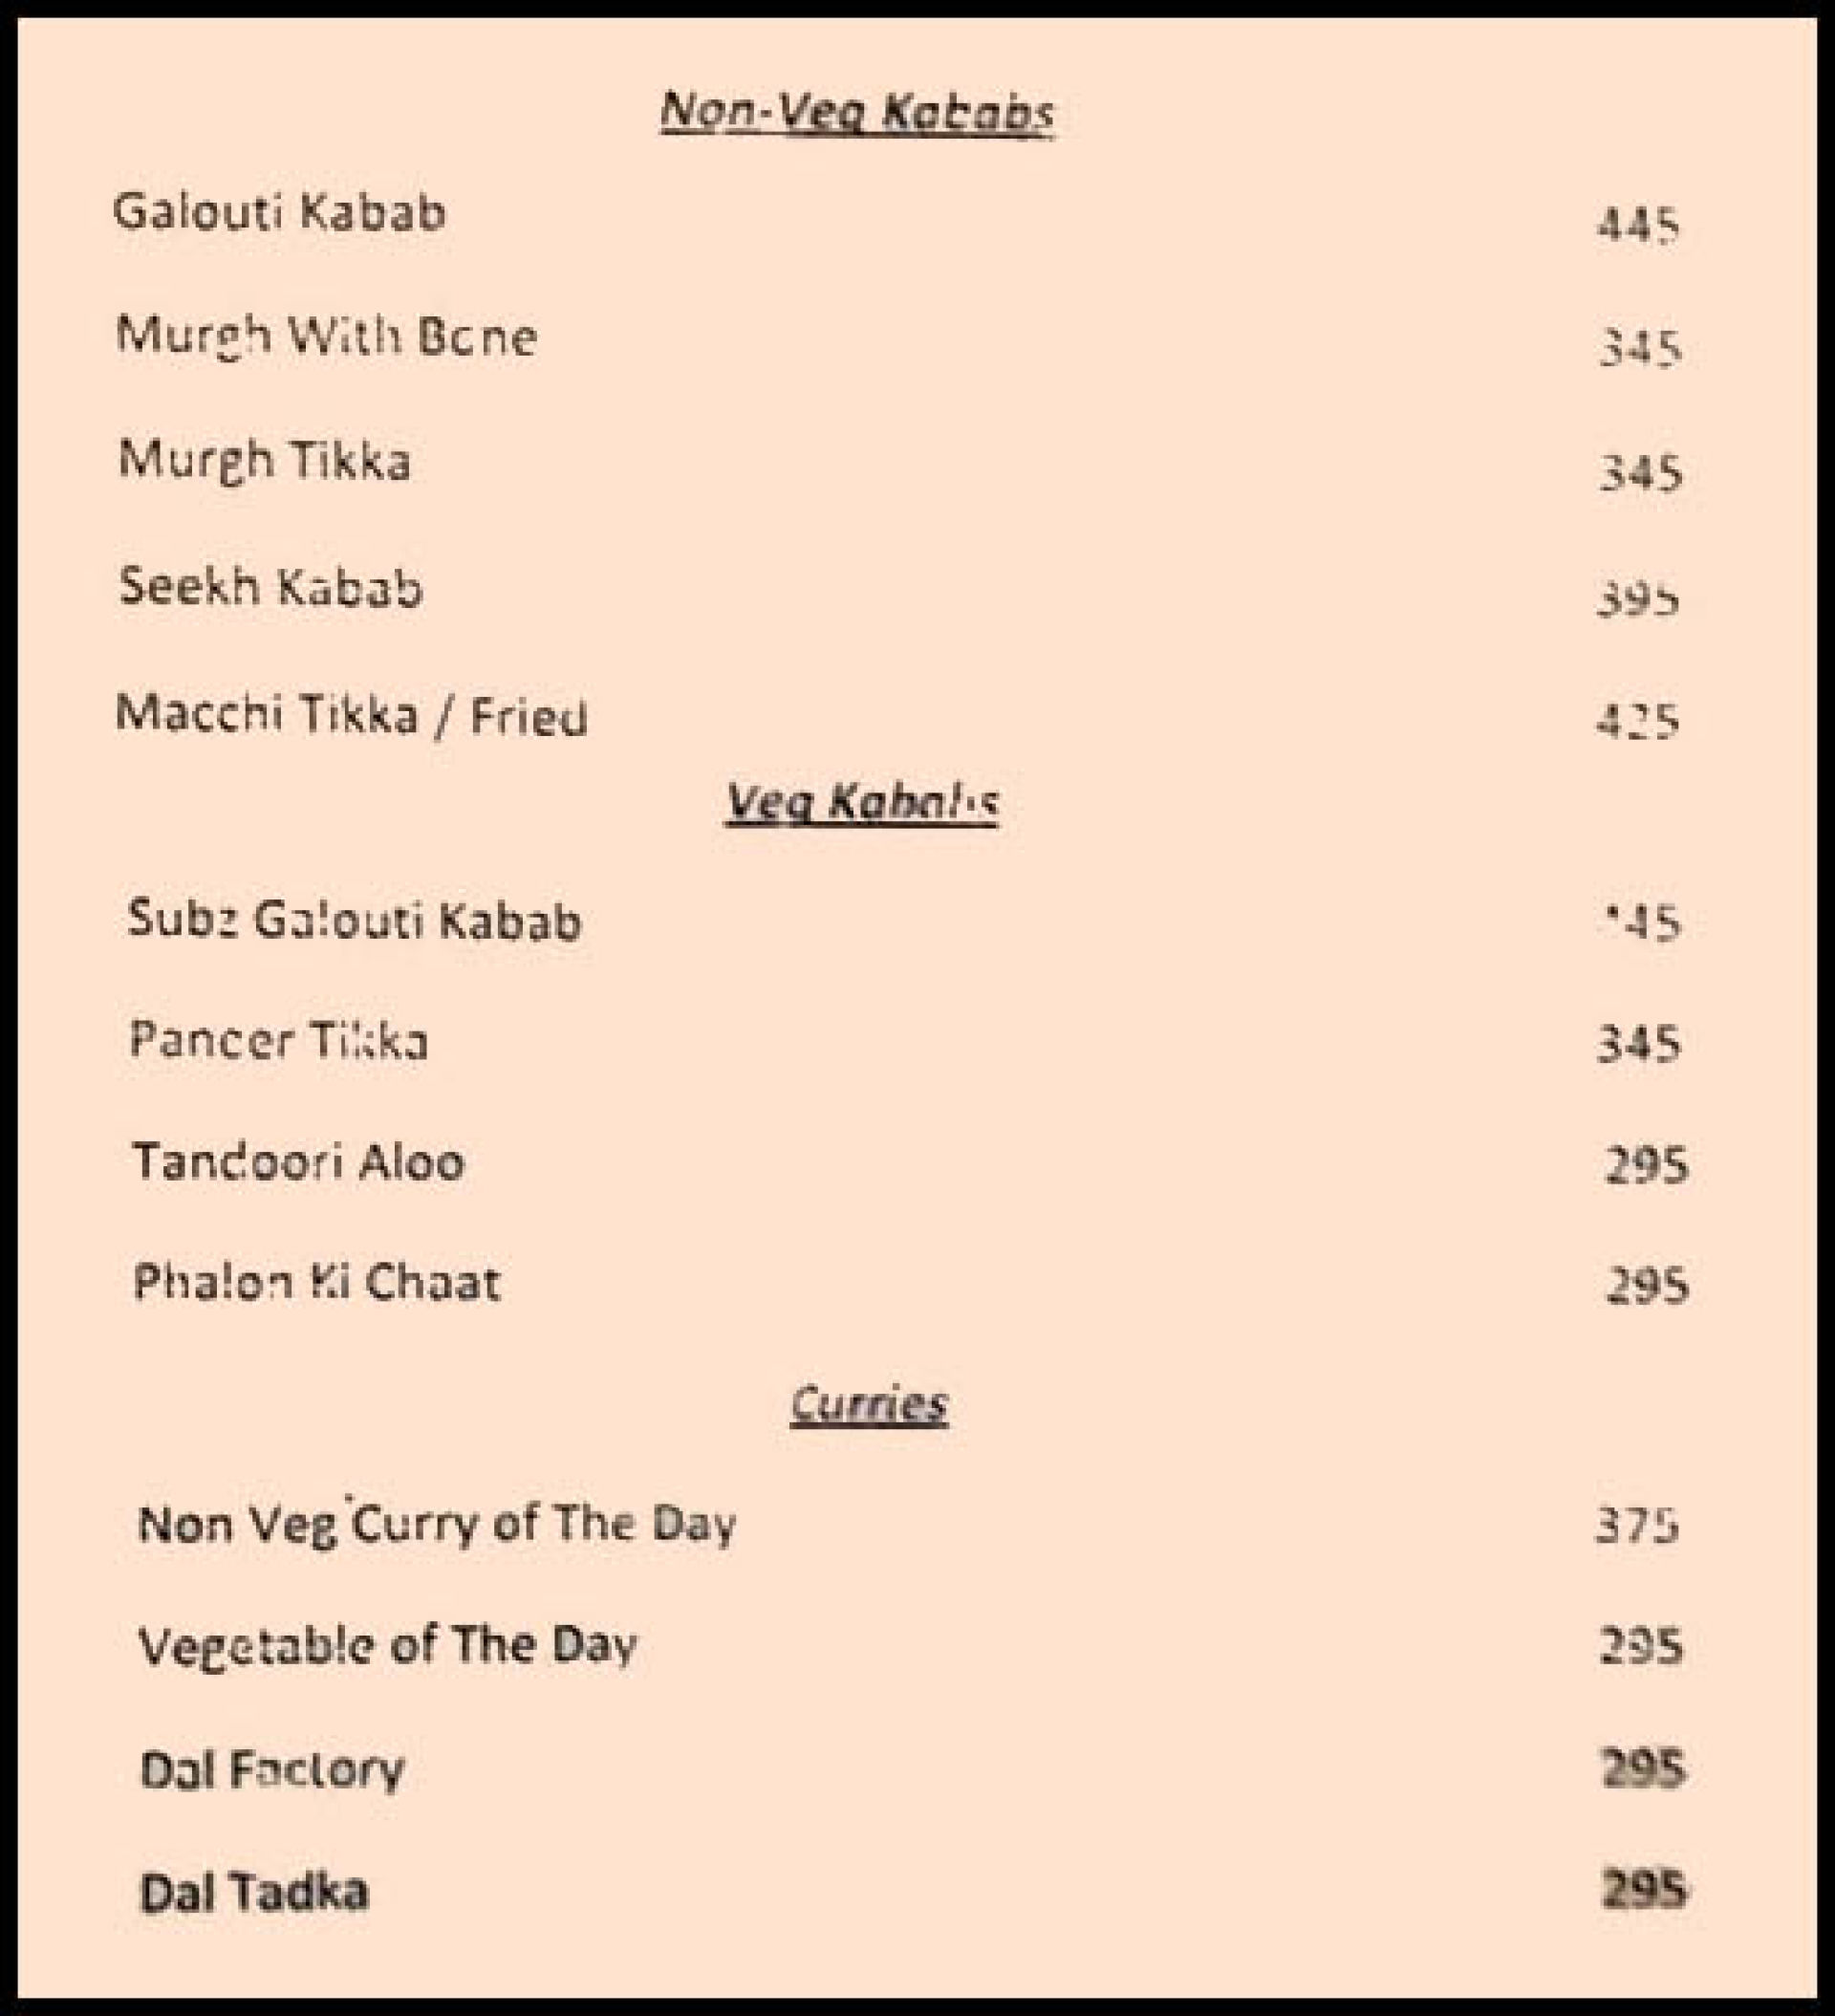 Non-Veg Kababs
Galouti Kabab 445
Murgh With Bone 345
Murgh Tikka 345
Seekh Kabab 395
Macchi Tikka / Fried 425
Veg Kababs
Subz Galouti Kabab
Paneer Tikka 345
Tandoori Aloo 295
Phalon Ki Chaat 295
Curries
Non Veg Curry of The Day 375
Vegetable of The Day 295
Dal Factory 295
Dal Tadka 295